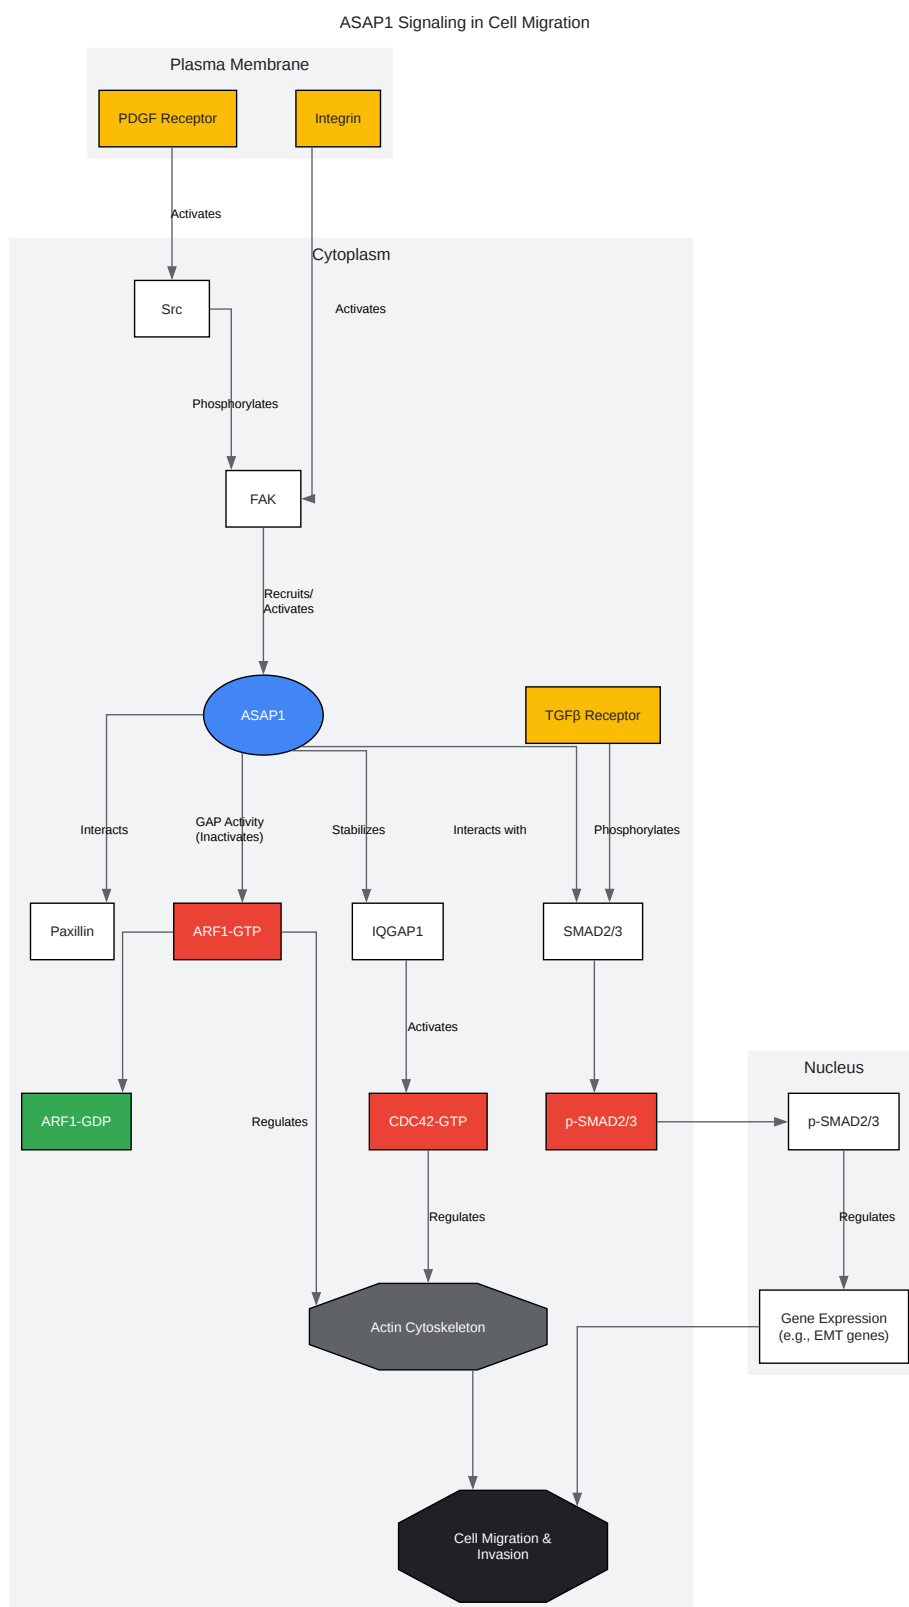 ASAP1 Signaling in Cell Migration
Plasma Membrane
PDGF Receptor
Integrin
Activates
Cytoplasm
Src
Activates
Phosphorylates
FAK
Recruits/
Activates
ASAP1
TGFβ Receptor
Interacts
GAP Activity
(Inactivates)
Stabilizes
Interacts with
Phosphorylates
Paxillin
ARF1-GTP
IQGAP1
SMAD2/3
Activates
Nucleus
ARF1-GDP
Regulates
CDC42-GTP
p-SMAD2/3
p-SMAD2/3
Regulates
Regulates
Gene Expression
(e.g., EMT genes)
Actin Cytoskeleton
Cell Migration &
Invasion